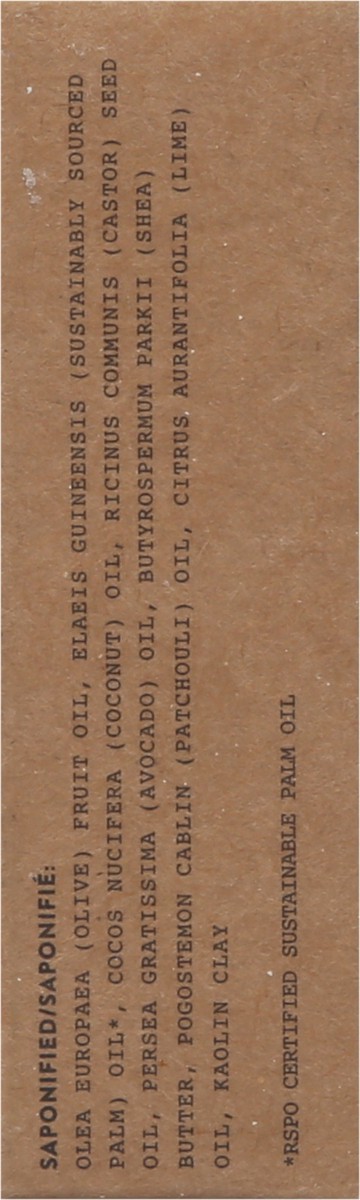 SAPONIFIED/SAPONIFIÉ:
OLEA EUROPAEA (OLIVE) FRUIT OIL, ELAEIS GUINEENSIS (SUSTAINABLY SOURCED
PALM) OIL*, COCOS NUCIFERA (COCONUT) OIL, RICINUS COMMUNIS (CASTOR) SEED
OIL, PERSEA GRATISSIMA (AVOCADO) OIL, BUTYROSPERMUM PARKII (SHEA)
BUTTER, POGOSTEMON CABLIN (PATCHOULI) OIL, CITRUS AURANTIFOLIA (LIME)
OIL, KAOLIN CLAY
*RSPO CERTIFIED SUSTAINABLE PALM OIL